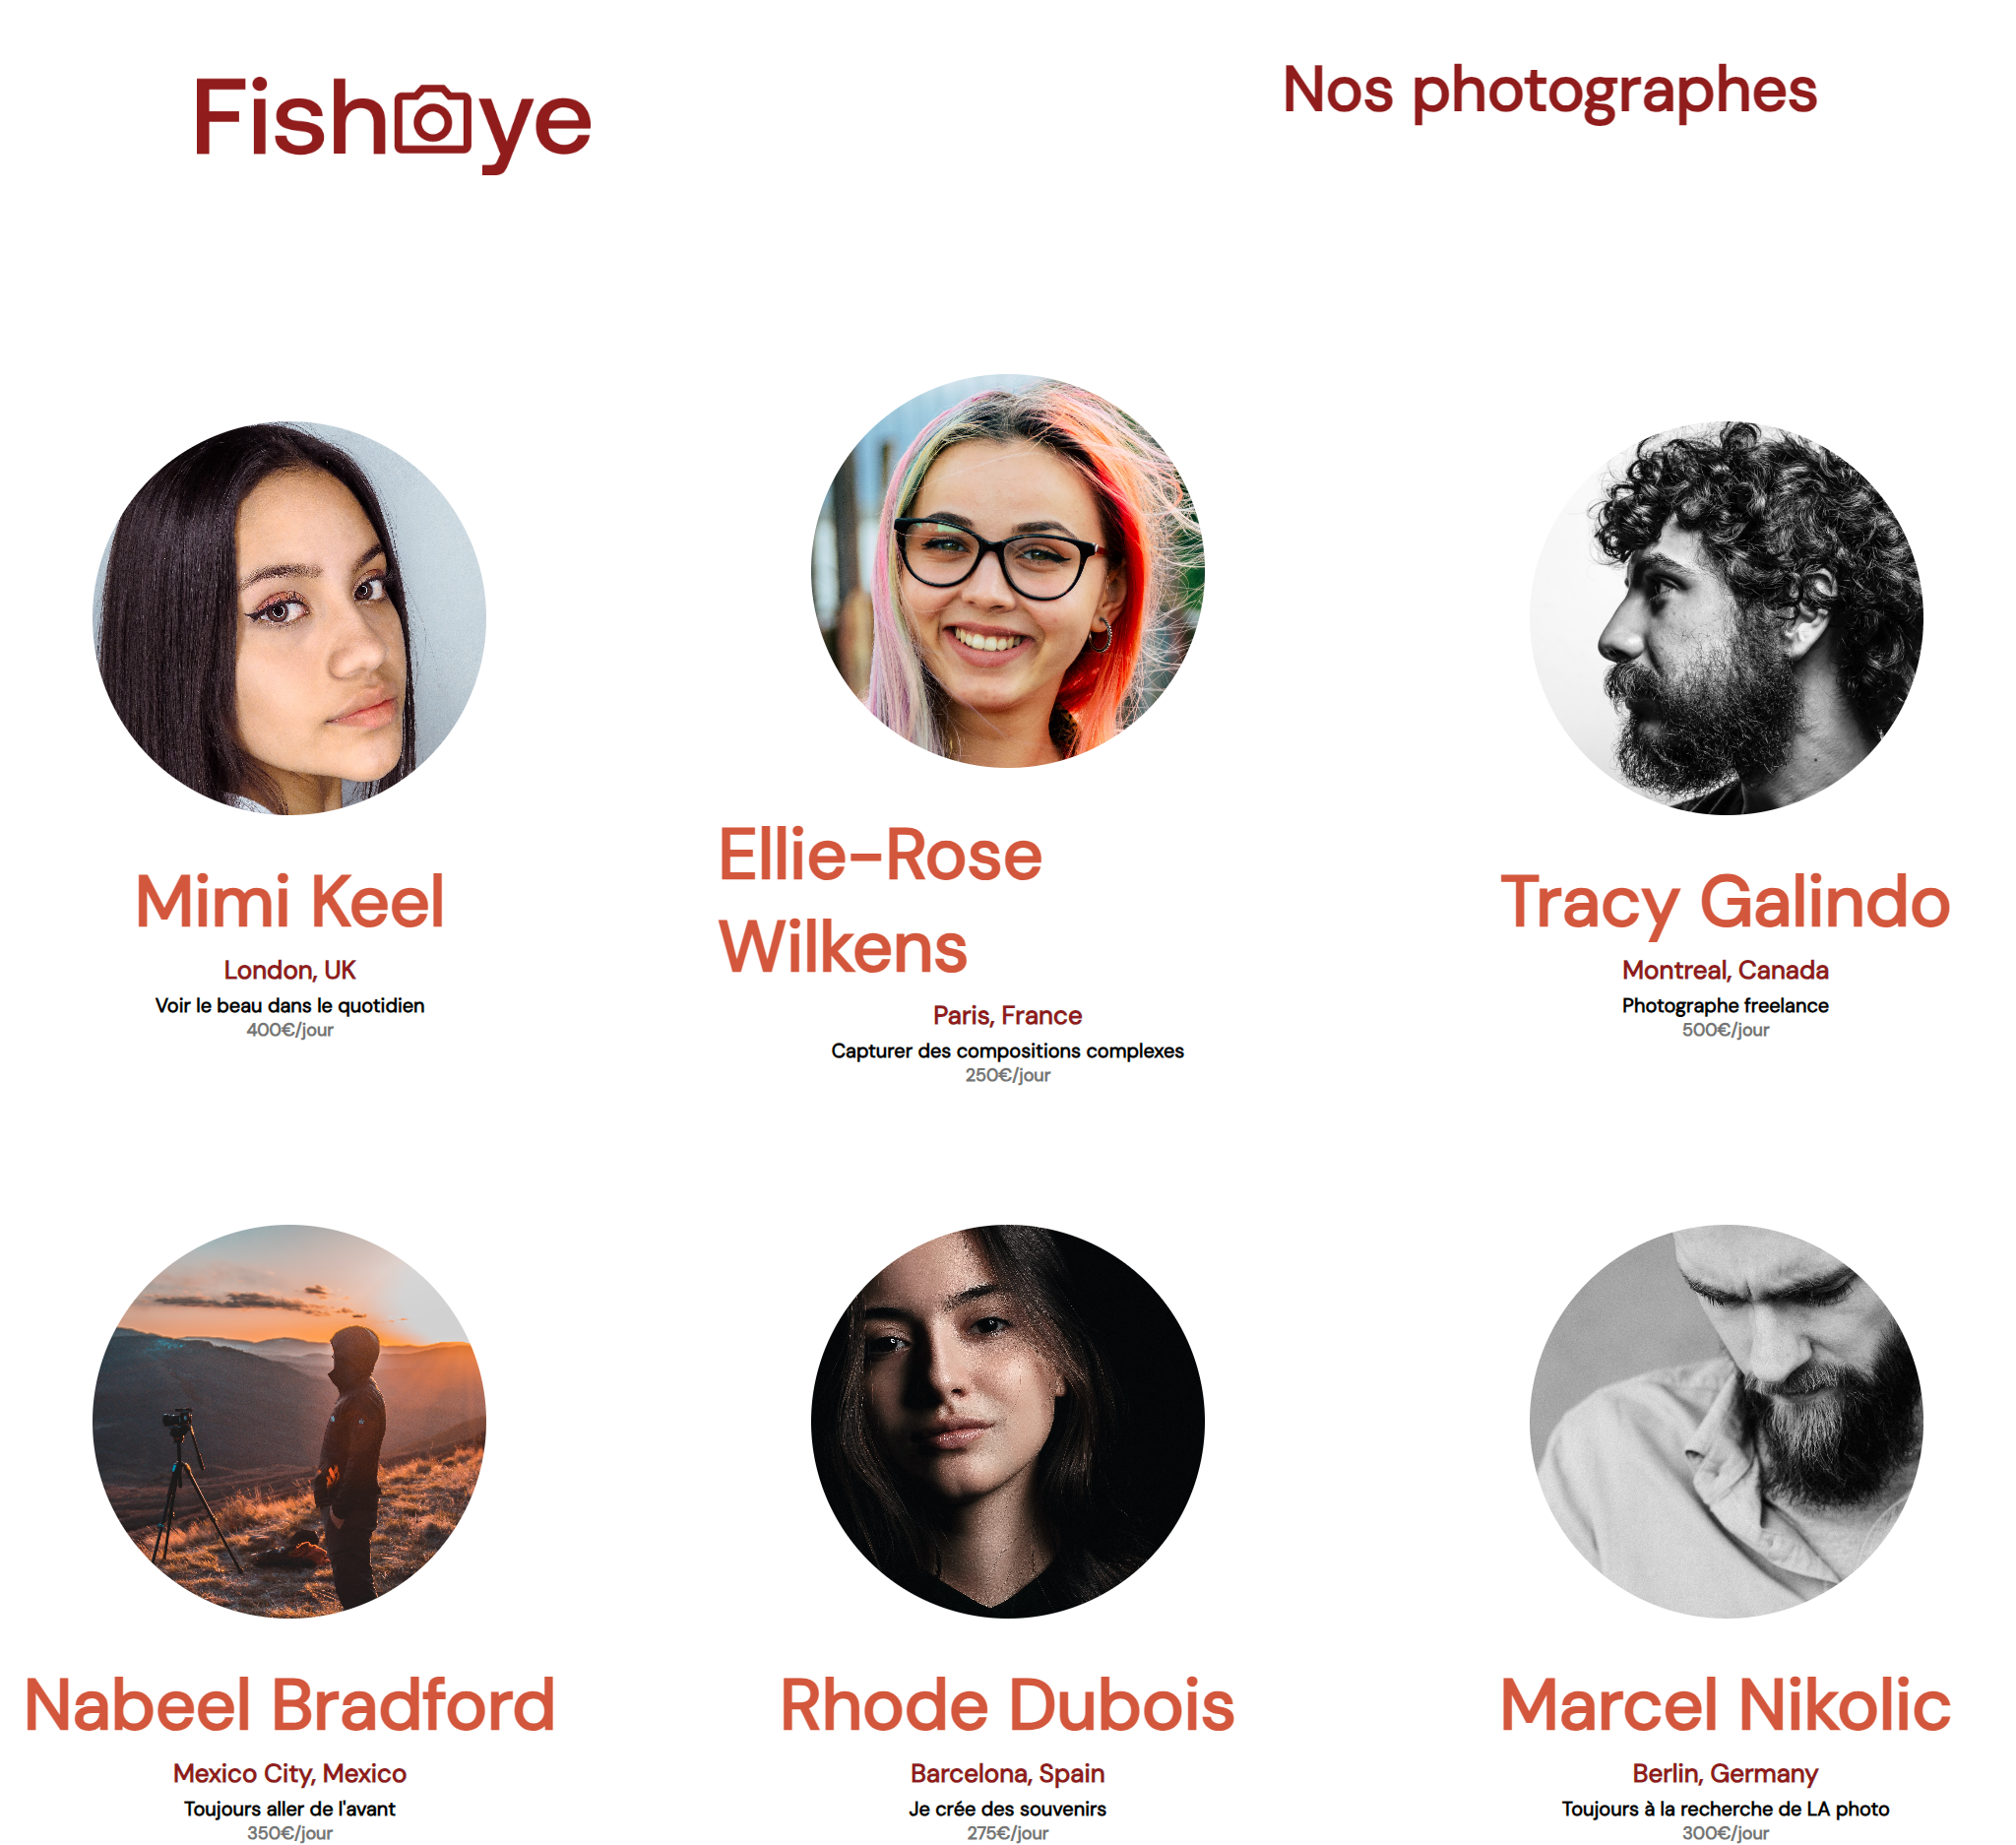 Fisheye
Nos photographes
Mimi Keel
London, UK
Voir le beau dans le quotidien
400€/jour
Ellie-Rose
Wilkens
Paris, France
Capturer des compositions complexes
250€/jour
Tracy Galindo
Montreal, Canada
Photographe freelance
500€/jour
Nabeel Bradford
Mexico City, Mexico
Toujours aller de l'avant
350€/jour
Rhode Dubois
Barcelona, Spain
Je crée des souvenirs
275€/jour
Marcel Nikolic
Berlin, Germany
Toujours à la recherche de LA photo
300€/jour